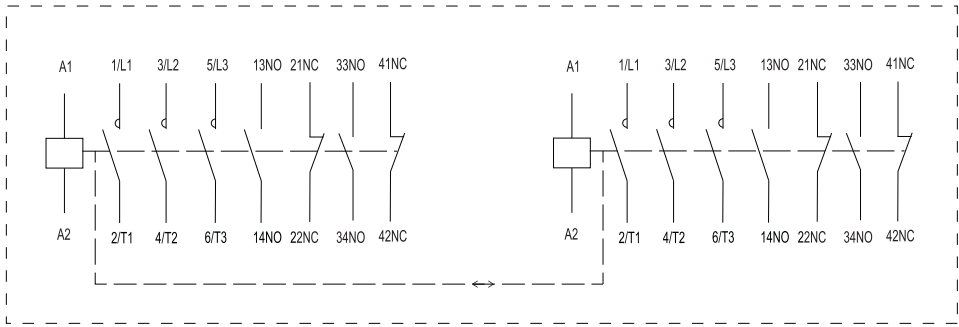 A1 1/L1 3/L2 5/L3 13NO 21NC 33NO 41NC A1 1/L1 3/L2 5/L3 13NO 21NC 33NO 41NC
A2 2/T1 4/T2 6/T3 14NO 22NC 34NO 42NC A2 2/T1 4/T2 6/T3 14NO 22NC 34NO 42NC